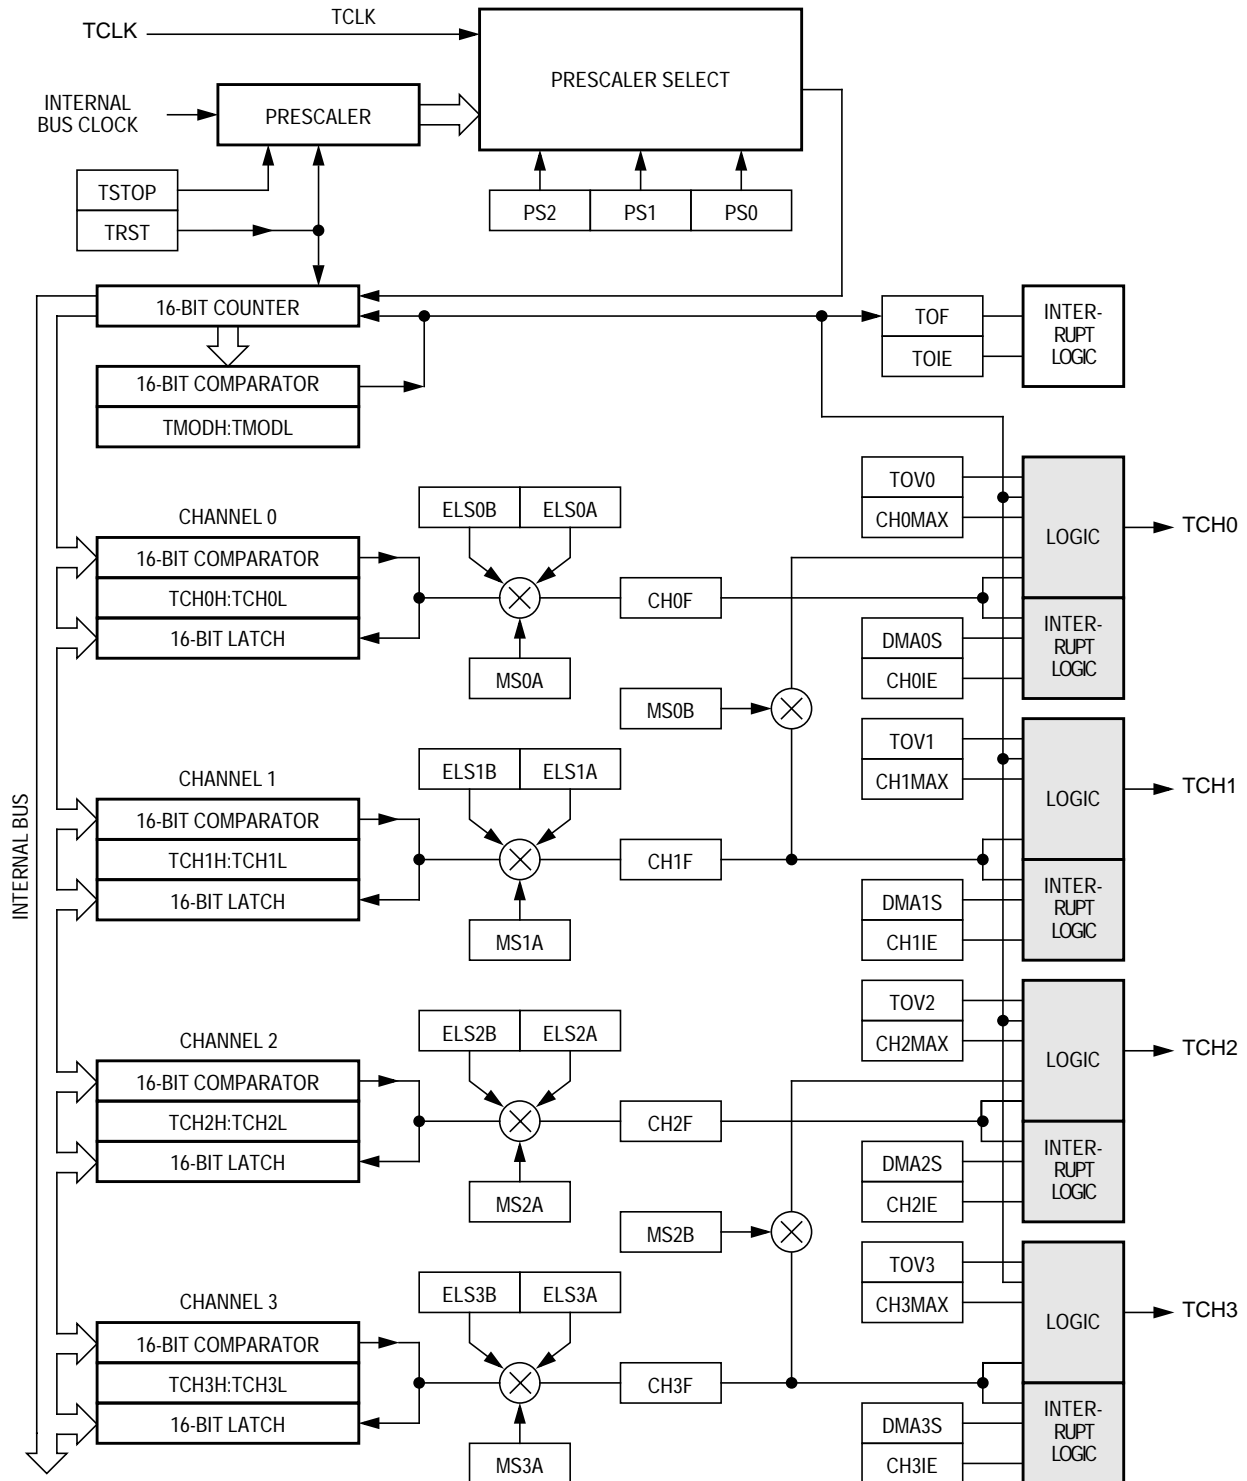 TCLK
TCLK
PRESCALER SELECT
INTERNAL
BUS CLOCK
PRESCALER
TSTOP
TRST
PS2
PS1
PS0
16-BIT COUNTER
16-BIT COMPARATOR
TMODH:TMODL
TOF
TOIE
INTER-
RUPT
LOGIC
INTERNAL BUS
CHANNEL 0
16-BIT COMPARATOR
TCH0H:TCH0L
16-BIT LATCH
ELS0B
ELS0A
MS0A
CH0F
MS0B
TOV0
CH0MAX
LOGIC
TCH0
DMA0S
CH0IE
INTER-
RUPT
LOGIC
CHANNEL 1
16-BIT COMPARATOR
TCH1H:TCH1L
16-BIT LATCH
ELS1B
ELS1A
MS1A
CH1F
TOV1
CH1MAX
LOGIC
TCH1
DMA1S
CH1IE
INTER-
RUPT
LOGIC
CHANNEL 2
16-BIT COMPARATOR
TCH2H:TCH2L
16-BIT LATCH
ELS2B
ELS2A
MS2A
CH2F
MS2B
TOV2
CH2MAX
LOGIC
TCH2
DMA2S
CH2IE
INTER-
RUPT
LOGIC
CHANNEL 3
16-BIT COMPARATOR
TCH3H:TCH3L
16-BIT LATCH
ELS3B
ELS3A
MS3A
CH3F
TOV3
CH3MAX
LOGIC
TCH3
DMA3S
CH3IE
INTER-
RUPT
LOGIC